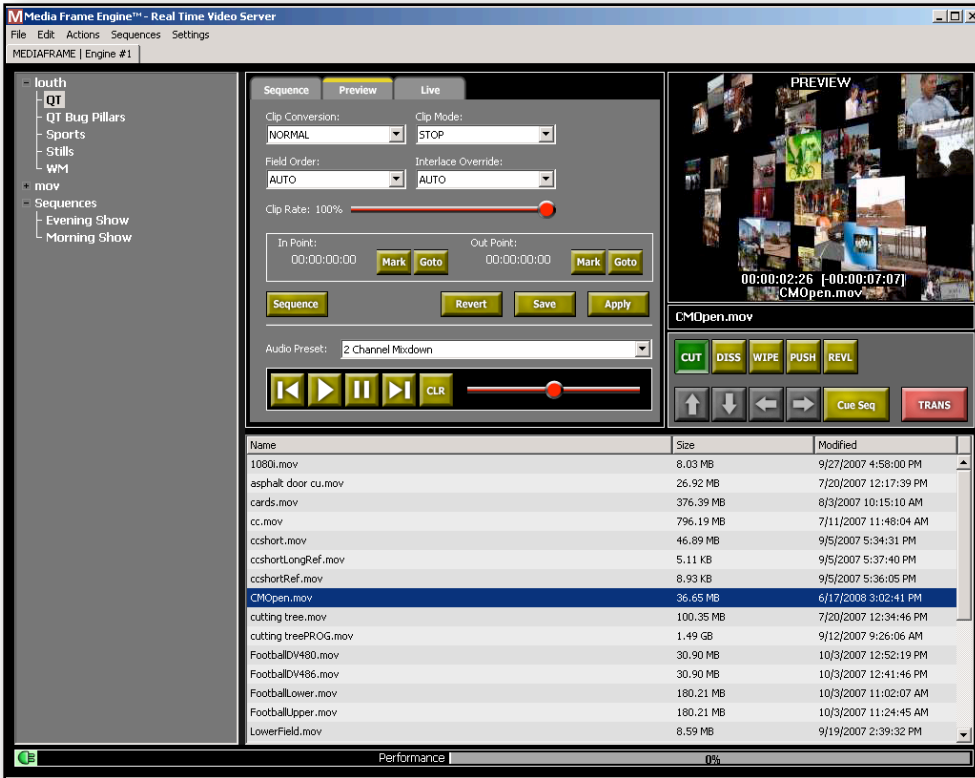 Media Frame Engine™ - Real Time Video Server
File Edit Actions Sequences Settings
MEDIAFRAME | Engine #1
louth
QT
QT Bug Pillars
Sports
Stills
WM
mov
Sequences
Evening Show
Morning Show
Sequence Preview Live
Clip Conversion: Clip Mode:
NORMAL STOP
Field Order: Interlace Override:
AUTO AUTO
Clip Rate: 100%
In Point: Out Point:
00:00:00:00 Mark Goto 00:00:00:00 Mark Goto
Sequence Revert Save Apply
Audio Preset: 2 Channel Mixdown
CLR
PREVIEW
00:00:02:26 [-00:00:07:07]
CMOpen.mov
CMOpen.mov
CUT DISS WIPE PUSH REVL
Cue Seq TRANS
Name Size Modified
1080i.mov 8.03 MB 9/27/2007 4:58:00 PM
asphalt door cu.mov 26.92 MB 7/20/2007 12:17:39 PM
cards.mov 376.39 MB 8/3/2007 10:15:10 AM
cc.mov 796.19 MB 7/11/2007 11:48:04 AM
ccshort.mov 46.89 MB 9/5/2007 5:34:31 PM
ccshortLongRef.mov 5.11 KB 9/5/2007 5:37:40 PM
ccshortRef.mov 8.93 KB 9/5/2007 5:36:05 PM
CMOpen.mov 36.65 MB 6/17/2008 3:02:41 PM
cutting tree.mov 100.35 MB 7/20/2007 12:34:46 PM
cutting treePROG.mov 1.49 GB 9/12/2007 9:26:06 AM
FootballDV480.mov 30.90 MB 10/3/2007 12:52:19 PM
FootballDV486.mov 30.90 MB 10/3/2007 12:41:46 PM
FootballLower.mov 180.21 MB 10/3/2007 11:02:07 AM
FootballUpper.mov 180.21 MB 10/3/2007 11:24:45 AM
LowerField.mov 8.59 MB 9/19/2007 2:39:32 PM
Performance 0%